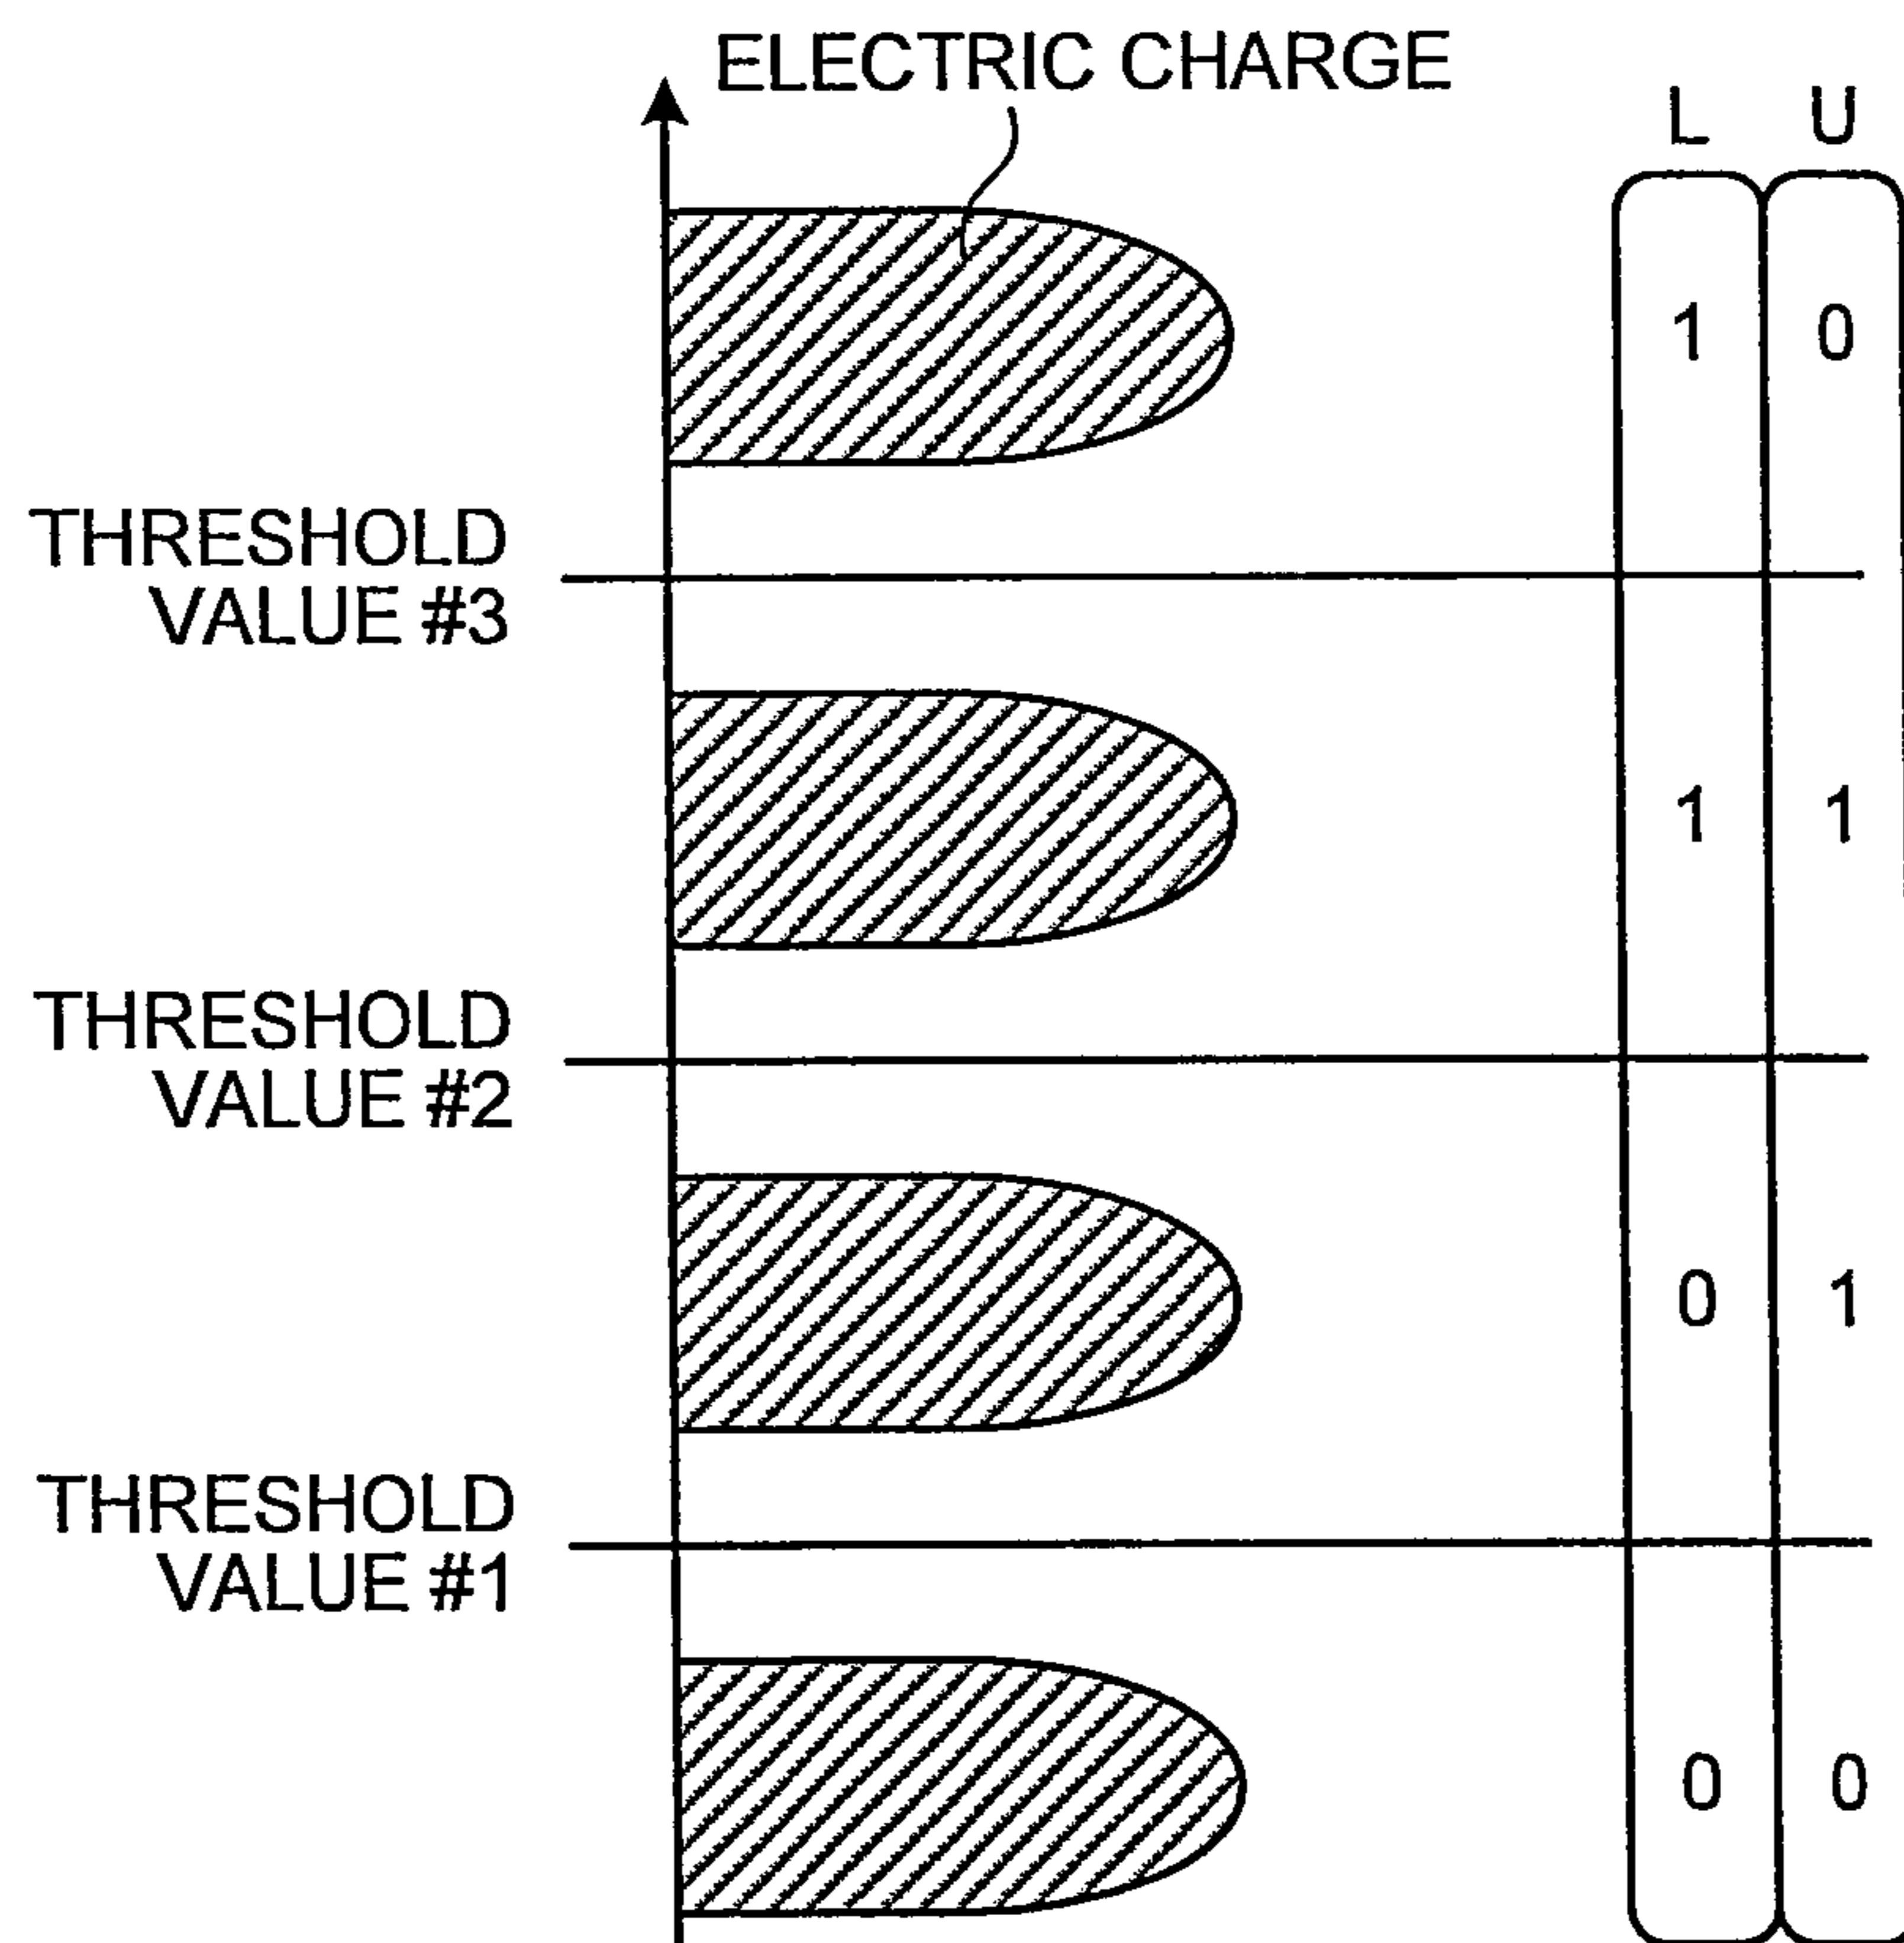 ELECTRIC CHARGE
L U
1 0
THRESHOLD
VALUE #3
1 1
THRESHOLD
VALUE #2
0 1
THRESHOLD
VALUE #1
0 0